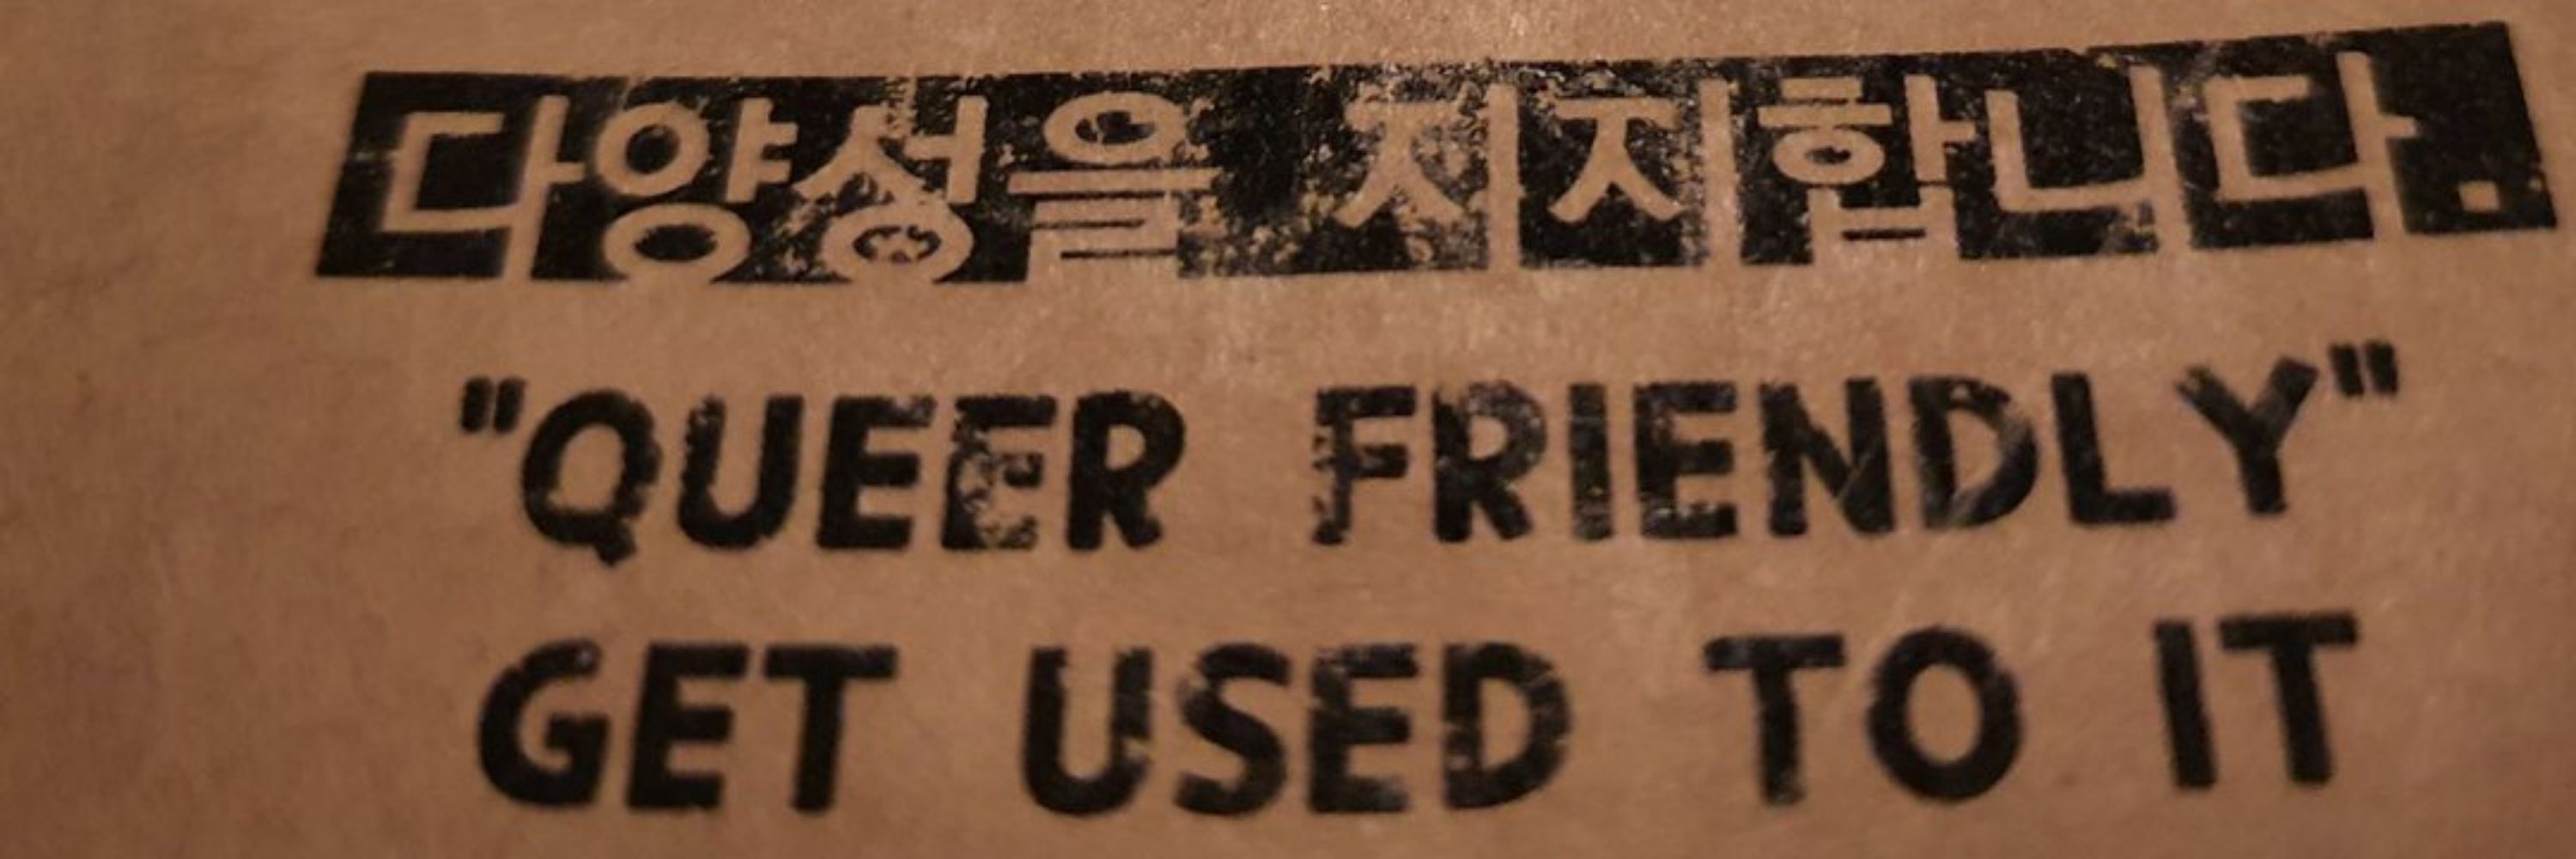 다양성을 지지합니다.
"QUEER FRIENDLY"
GET USED TO IT